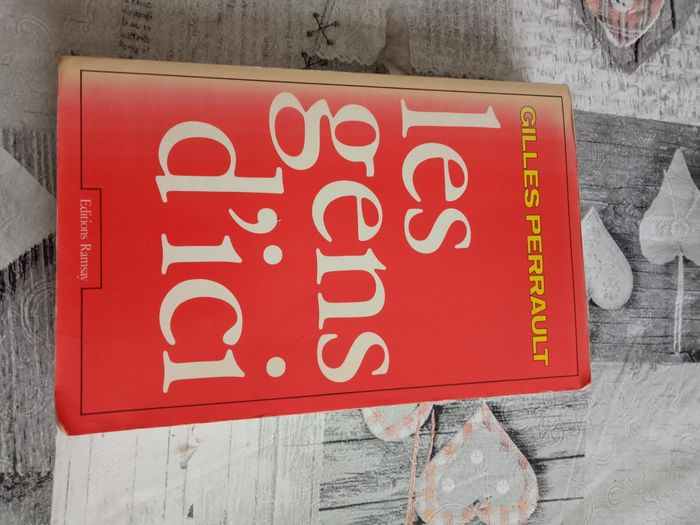 GILLES PERRAULT
les
gens
d'ici
Editions Ramsay